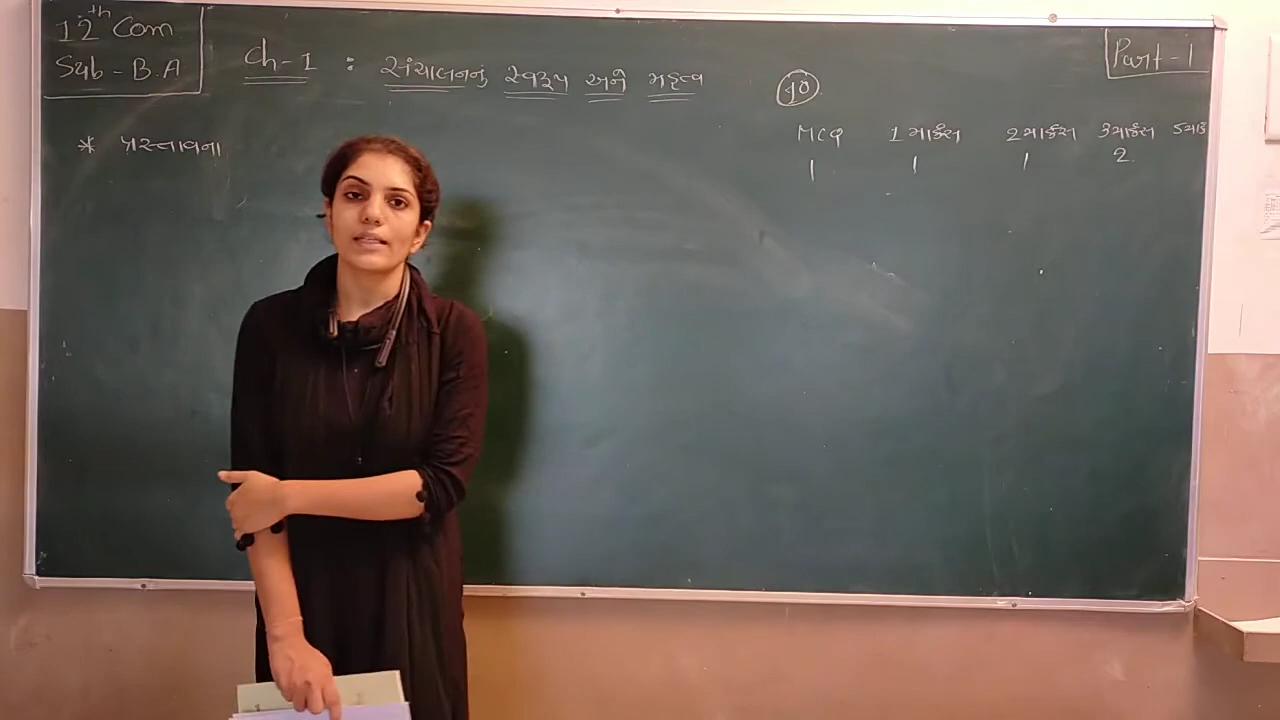 12th Com
Sub - B.A
Ch-1 : સંચાલનનું સ્વરૂપ અને મહત્વ
Part - 1
10
* પ્રસ્તાવના
MCQ 1 માર્કસ 2 માર્કસ 3 માર્કસ 5 માર્ક
1 1 1 2